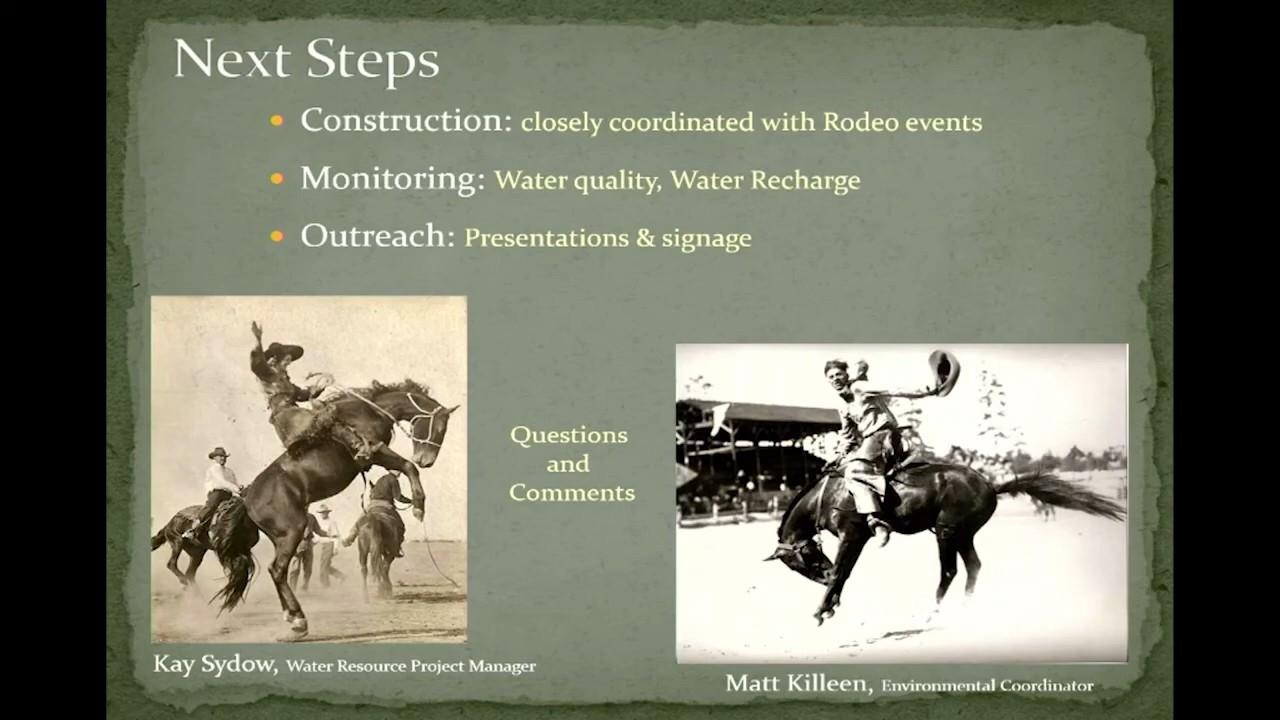 Next Steps
Construction: closely coordinated with Rodeo events
Monitoring: Water quality, Water Recharge
Outreach: Presentations & signage
Questions
and
Comments
Kay Sydow, Water Resource Project Manager
Matt Killeen, Environmental Coordinator